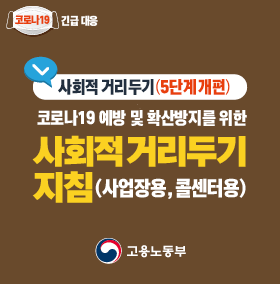 코로나19 긴급 대응
사회적 거리두기(5단계 개편)
코로나19 예방 및 확산방지를 위한
사회적 거리두기
지침(사업장용, 콜센터용)
고용노동부